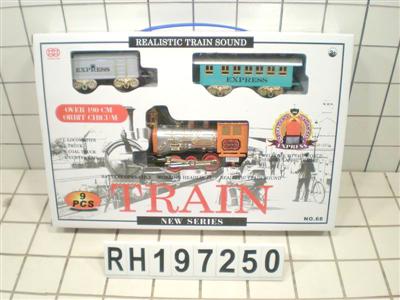 REALISTIC TRAIN SOUND
EXPRESS
EXPRESS
OVER 190 CM
ORBIT CIRCUM
EXPRESS
TRAIN
9
PCS
NEW SERIES
NO.68
RH197250